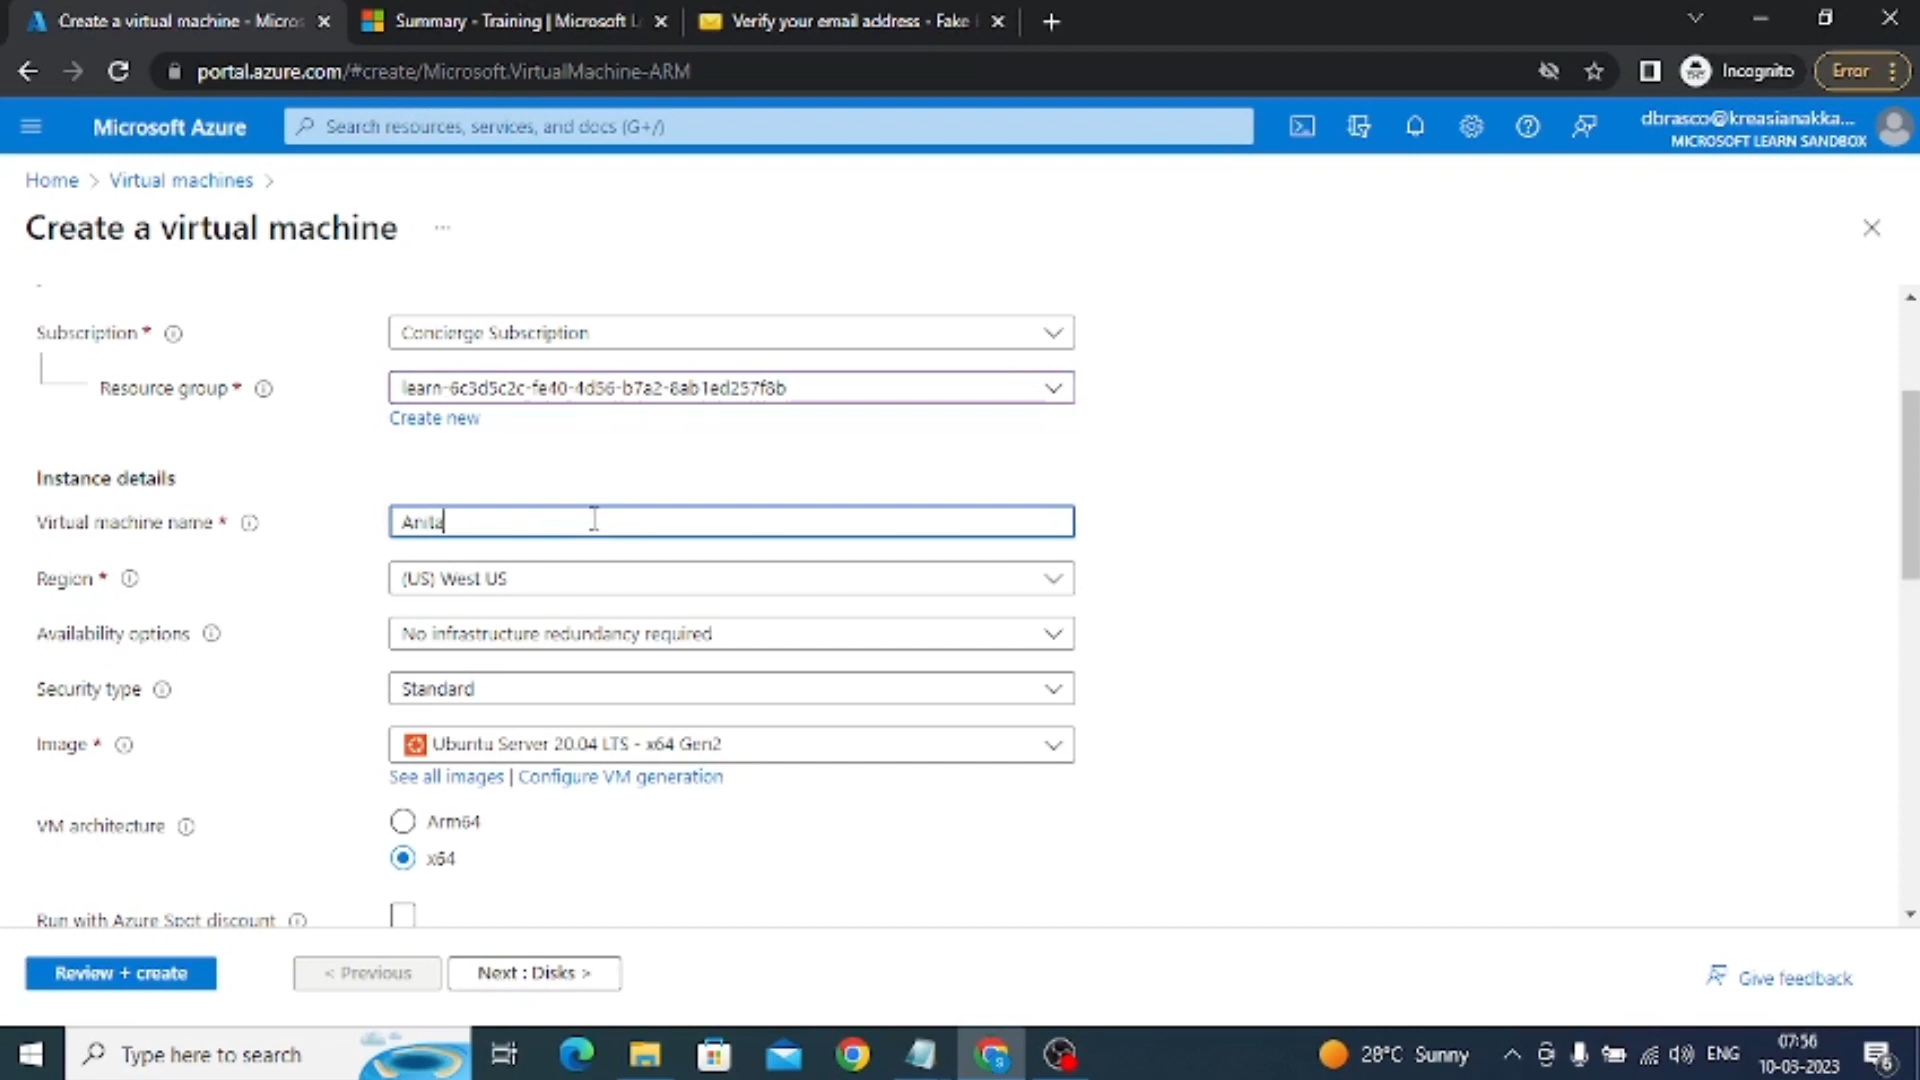 Create a virtual machine - Micros
Summary - Training | Microsoft L
Verify your email address - Fake
portal.azure.com/#create/Microsoft.VirtualMachine-ARM
Incognito
Error
Microsoft Azure
Search resources, services, and docs (G+/)
dbrasco@kreasianakka...
MICROSOFT LEARN SANDBOX
Home > Virtual machines >
Create a virtual machine ...
Subscription *
Concierge Subscription
Resource group *
learn-6c3d5c2c-fe40-4d56-b7a2-8ab1ed257f8b
Create new
Instance details
Virtual machine name *
Anita
Region *
(US) West US
Availability options
No infrastructure redundancy required
Security type
Standard
Image *
Ubuntu Server 20.04 LTS - x64 Gen2
See all images | Configure VM generation
VM architecture
Arm64
x64
Run with Azure Spot discount
Review + create
< Previous
Next : Disks >
Give feedback
Type here to search
28°C Sunny
ENG
07:56
10-03-2023
6